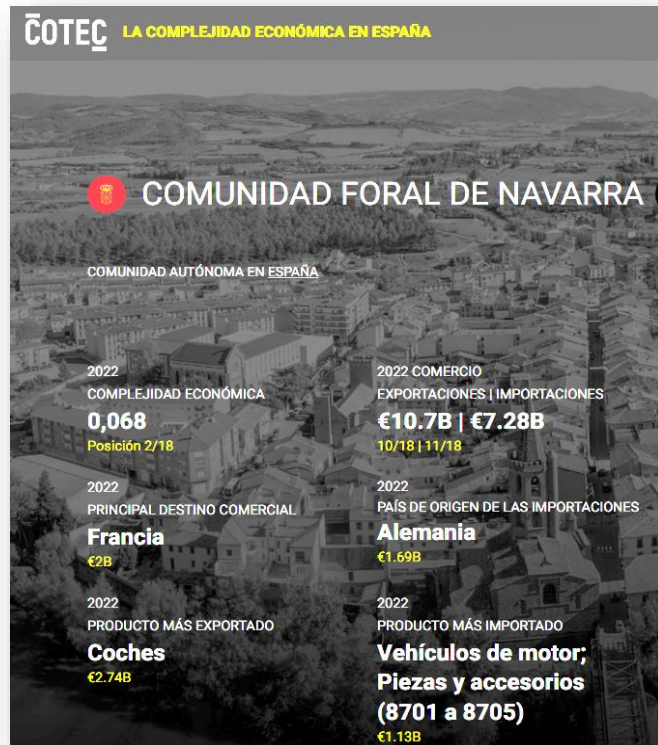 COTEC LA COMPLEJIDAD ECONÓMICA EN ESPAÑA
COMUNIDAD FORAL DE NAVARRA
COMUNIDAD AUTÓNOMA EN ESPAÑA
2022
COMPLEJIDAD ECONÓMICA
0,068
Posición 2/18
2022 COMERCIO
EXPORTACIONES | IMPORTACIONES
€10.7B | €7.28B
10/18 | 11/18
2022
PRINCIPAL DESTINO COMERCIAL
Francia
€2B
2022
PAÍS DE ORIGEN DE LAS IMPORTACIONES
Alemania
€1.69B
2022
PRODUCTO MÁS EXPORTADO
Coches
€2.74B
2022
PRODUCTO MÁS IMPORTADO
Vehículos de motor;
Piezas y accesorios
(8701 a 8705)
€1.13B